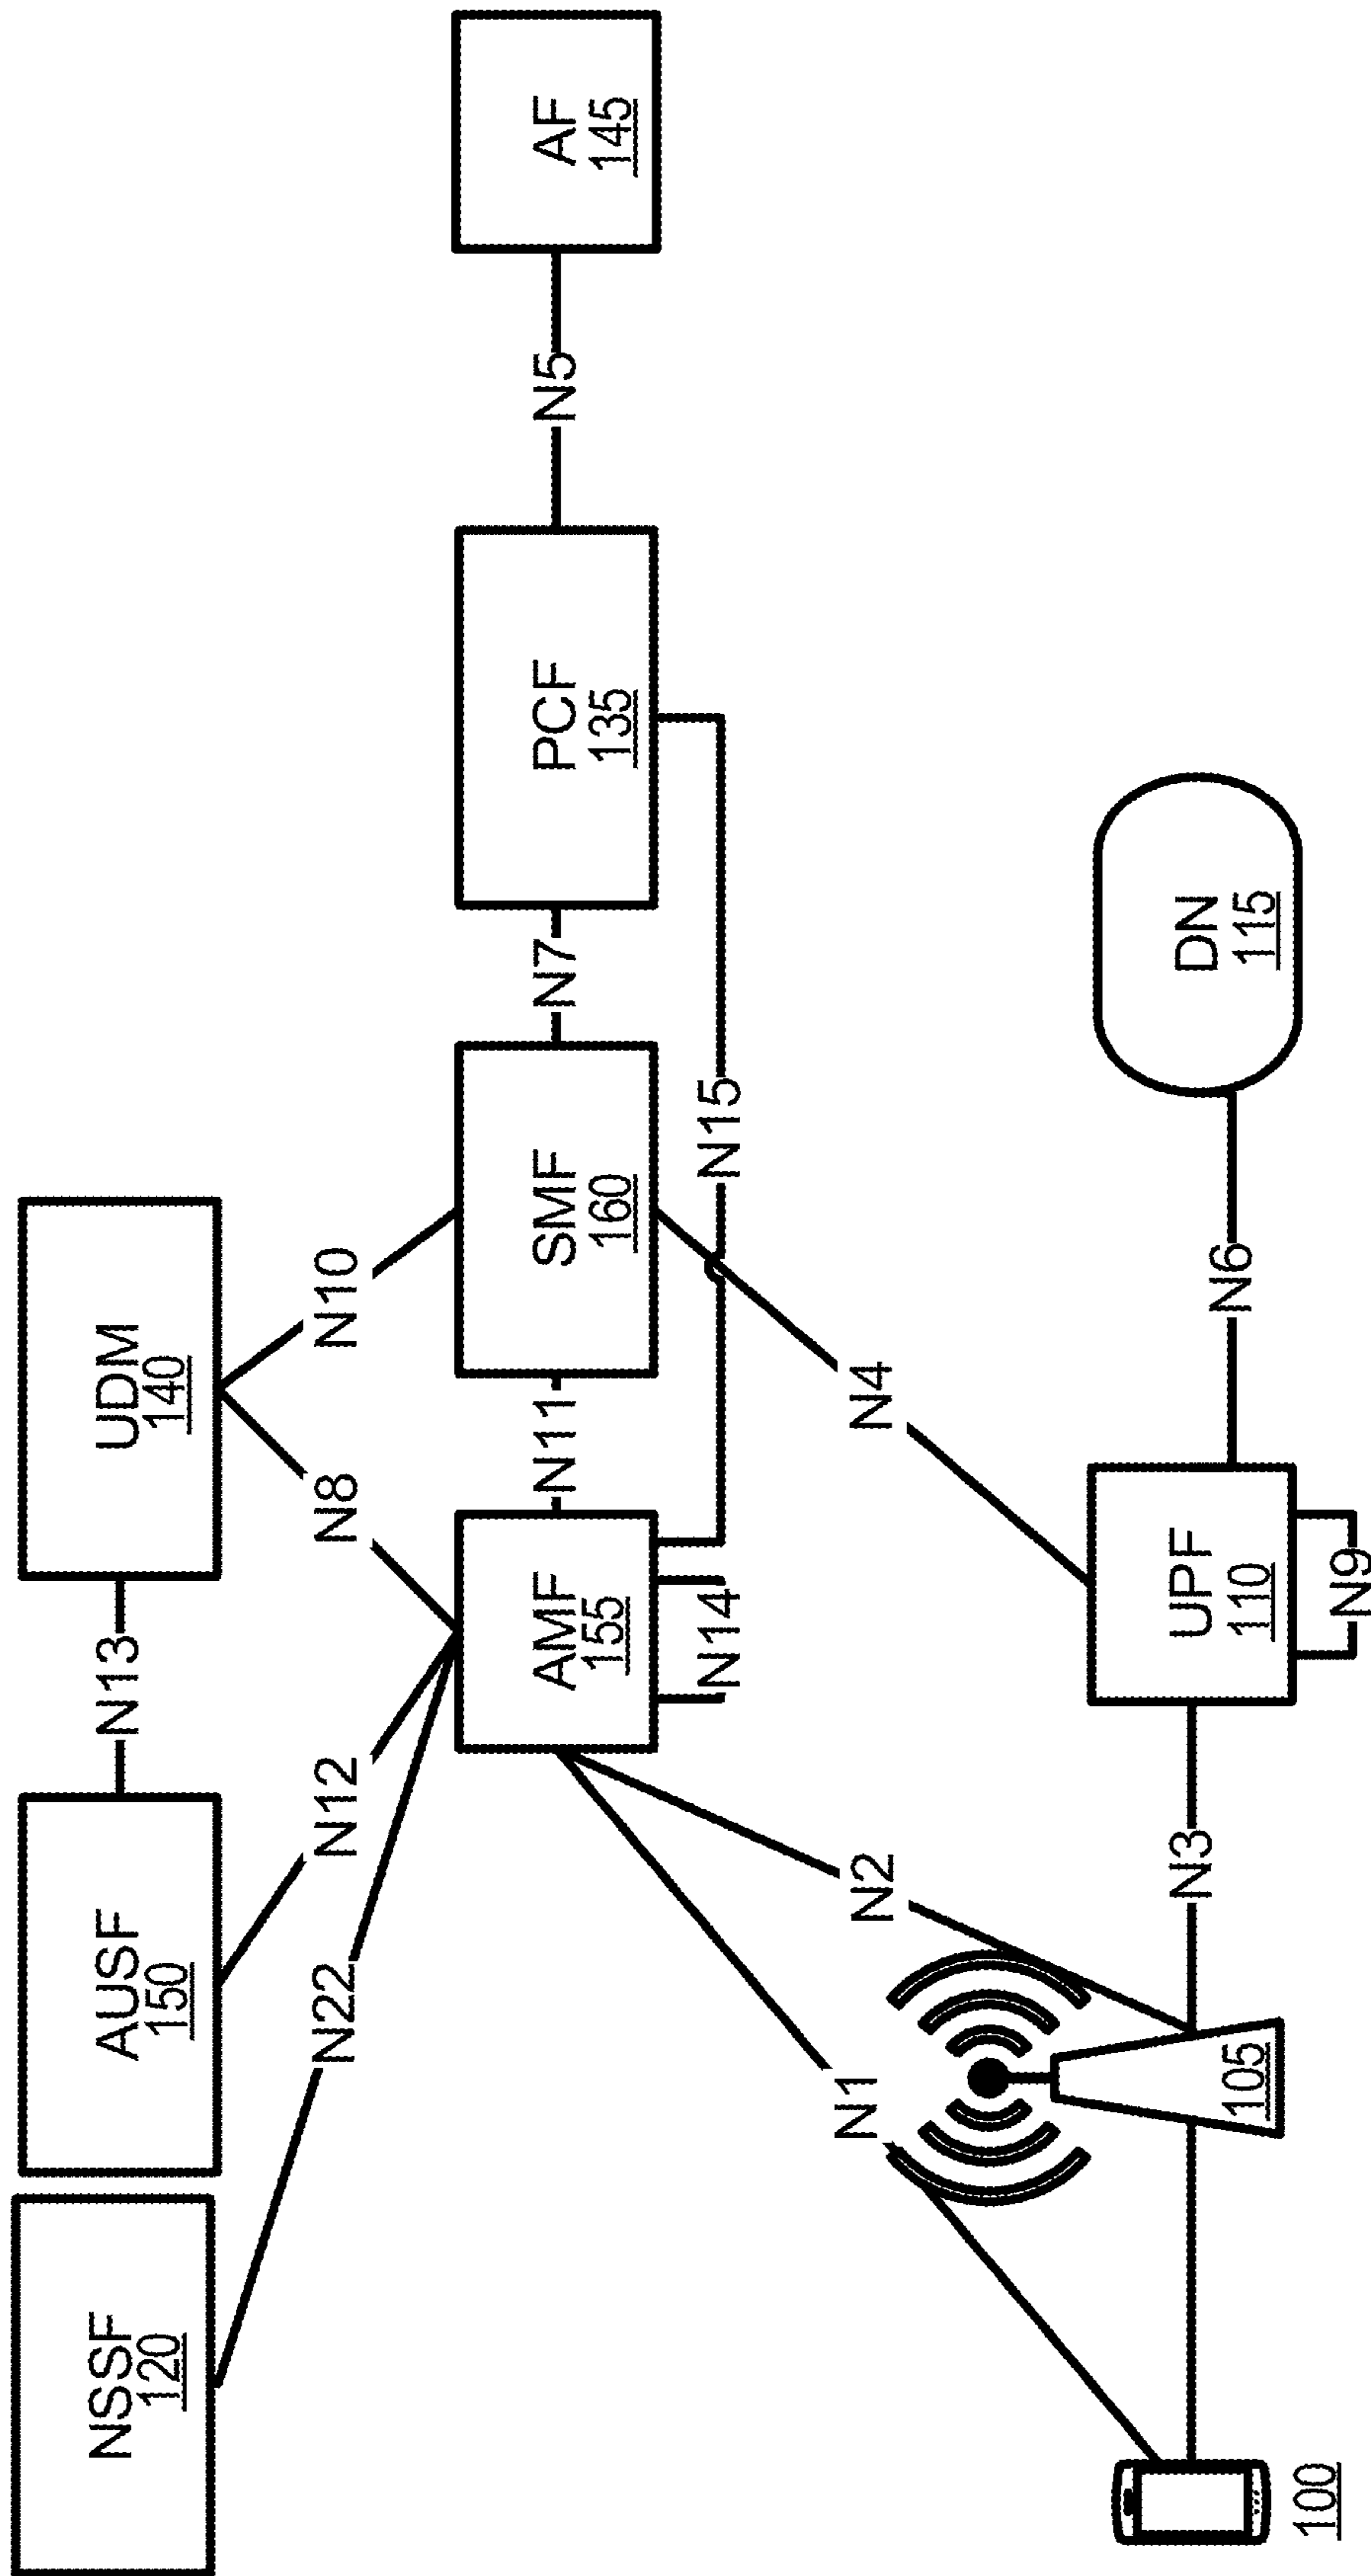 NSSF
120
AUSF
150
N13
UDM
140
N22
N12
N8
N10
AMF
155
N11
SMF
160
N7
PCF
135
N5
AF
145
N14
N15
N1
N2
N4
100
105
N3
UPF
110
N6
DN
115
N9